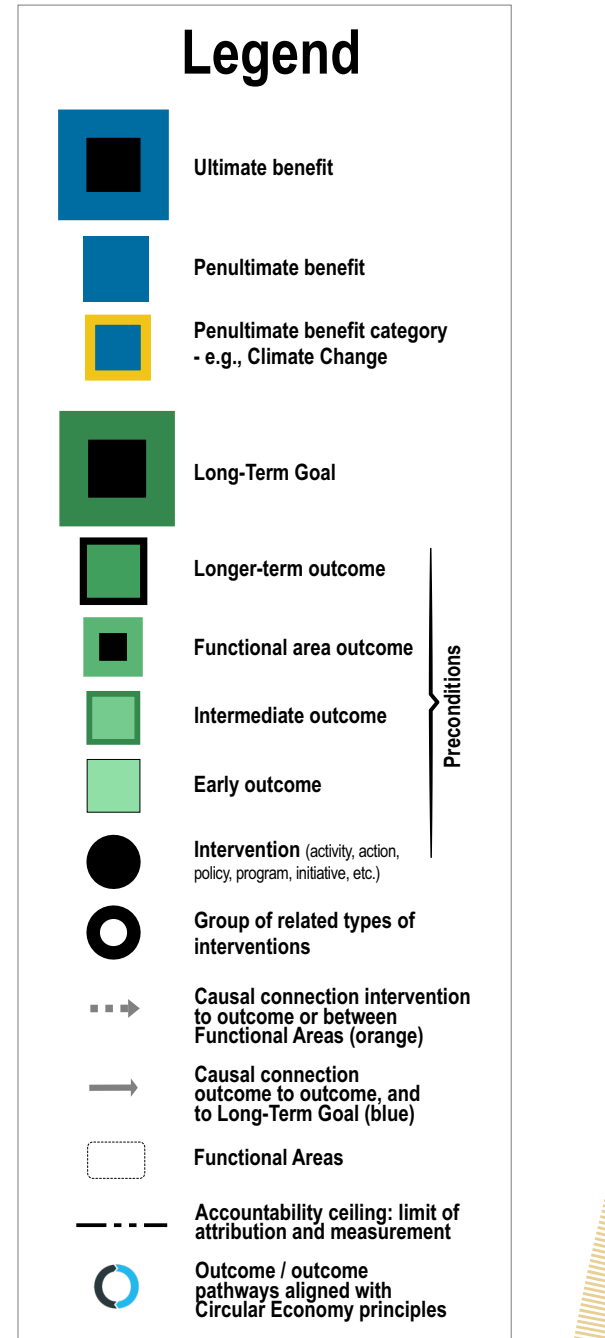 Legend
Ultimate benefit
Penultimate benefit
Penultimate benefit category
- e.g., Climate Change
Long-Term Goal
Longer-term outcome
Functional area outcome
Intermediate outcome
Early outcome
Preconditions
Intervention (activity, action,
policy, program, initiative, etc.)
Group of related types of
interventions
Causal connection intervention
to outcome or between
Functional Areas (orange)
Causal connection
outcome to outcome, and
to Long-Term Goal (blue)
Functional Areas
Accountability ceiling: limit of
attribution and measurement
Outcome / outcome
pathways aligned with
Circular Economy principles